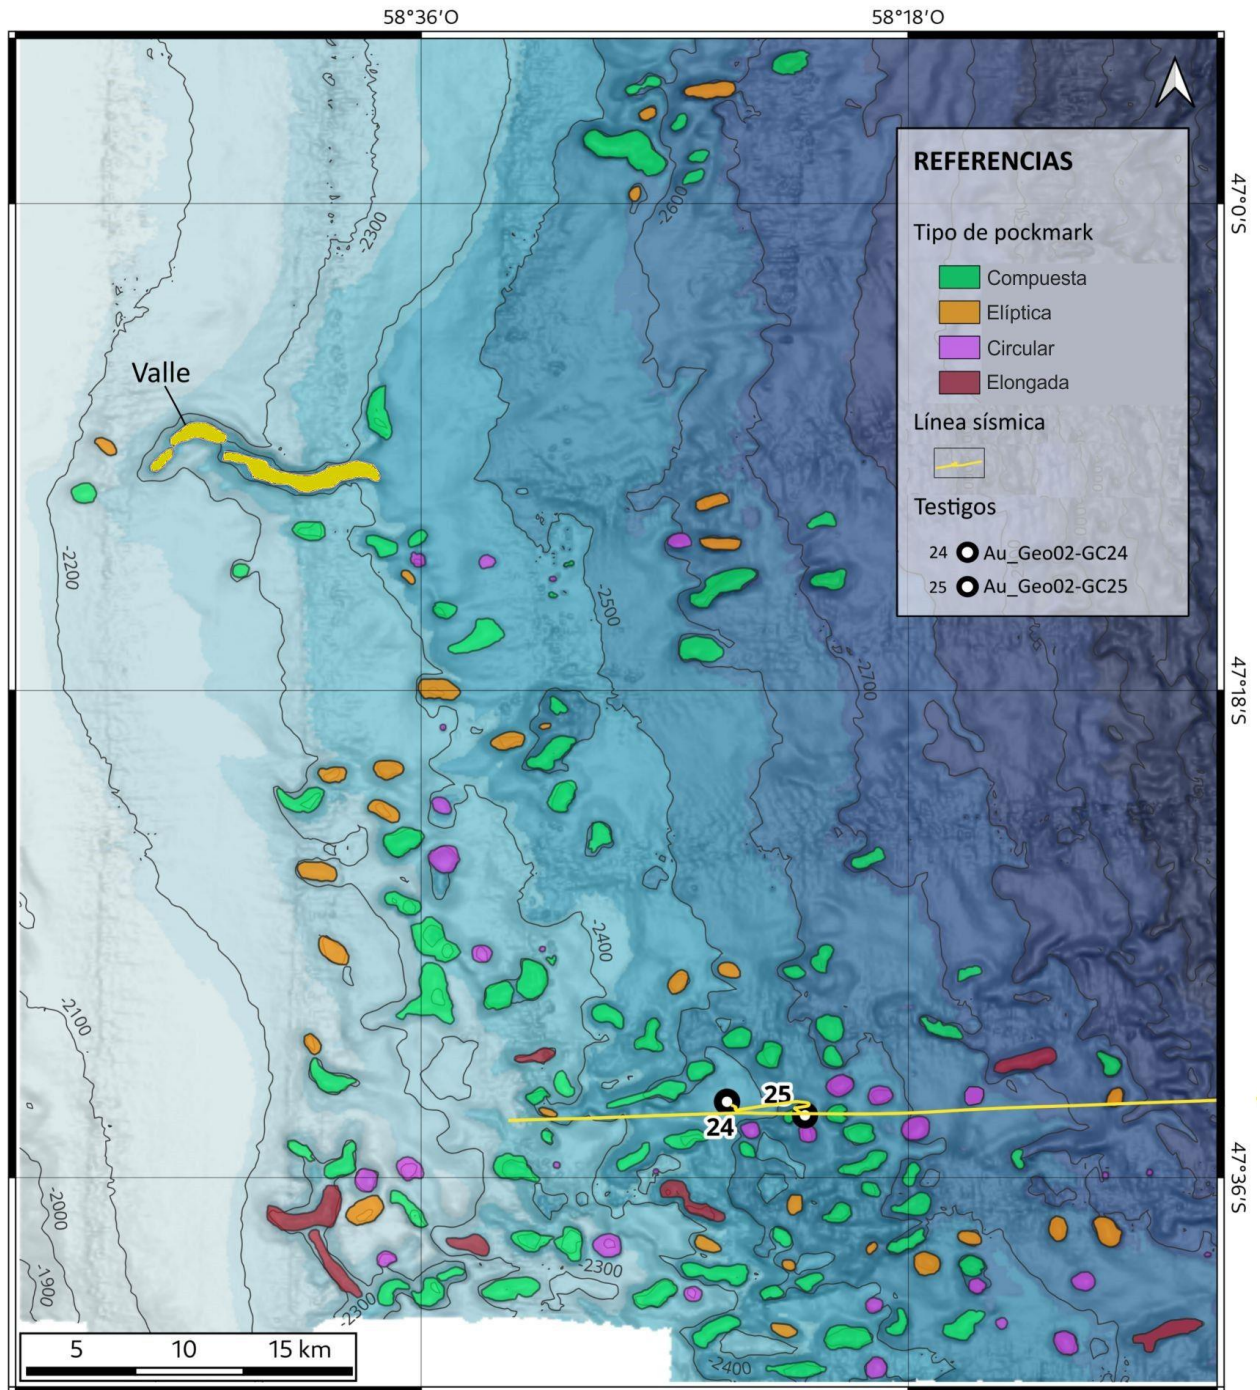 58°36'O
58°18'O
REFERENCIAS
Tipo de pockmark
Compuesta
Elíptica
Circular
Elongada
Línea sísmica
Testigos
24 Au_Geo02-GC24
25 Au_Geo02-GC25
47°0'S
-2600
-2300
Valle
-2200
-2500
47°18'S
-2700
-2400
-2100
25
24
47°36'S
-2000
-1900
-2300
-2300
-2400
5 10 15 km